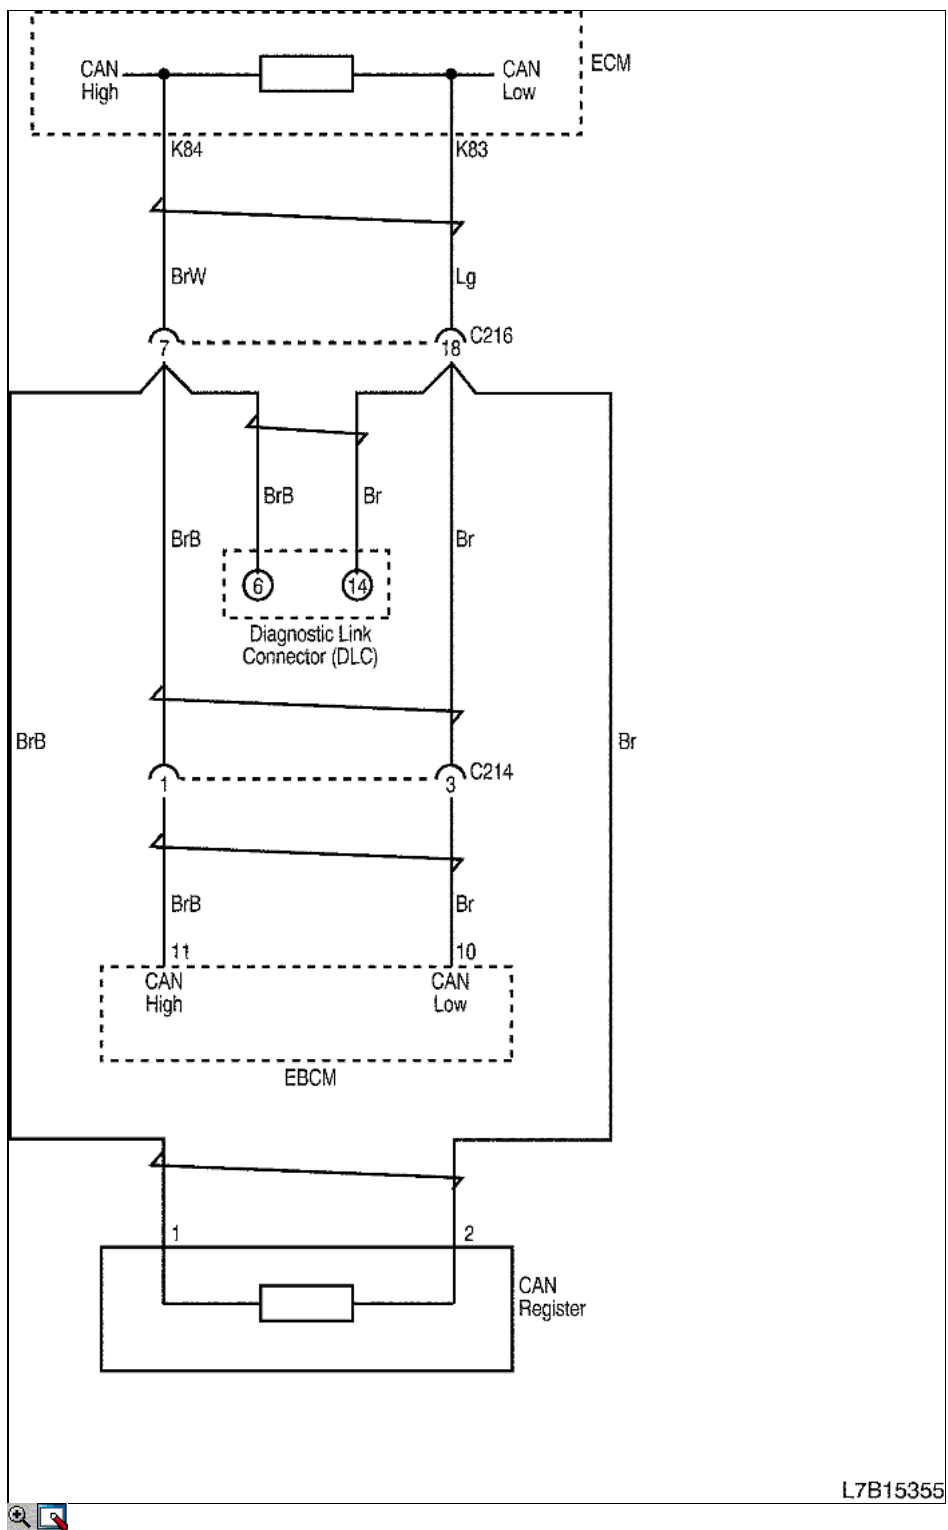 CAN
High
CAN
Low
ECM
K84
K83
BrW
Lg
7
18
C216
BrB
Br
BrB
Br
6
14
Diagnostic Link
Connector (DLC)
BrB
Br
1
3
C214
BrB
Br
11
10
CAN
High
CAN
Low
EBCM
1
2
CAN
Register
L7B15355